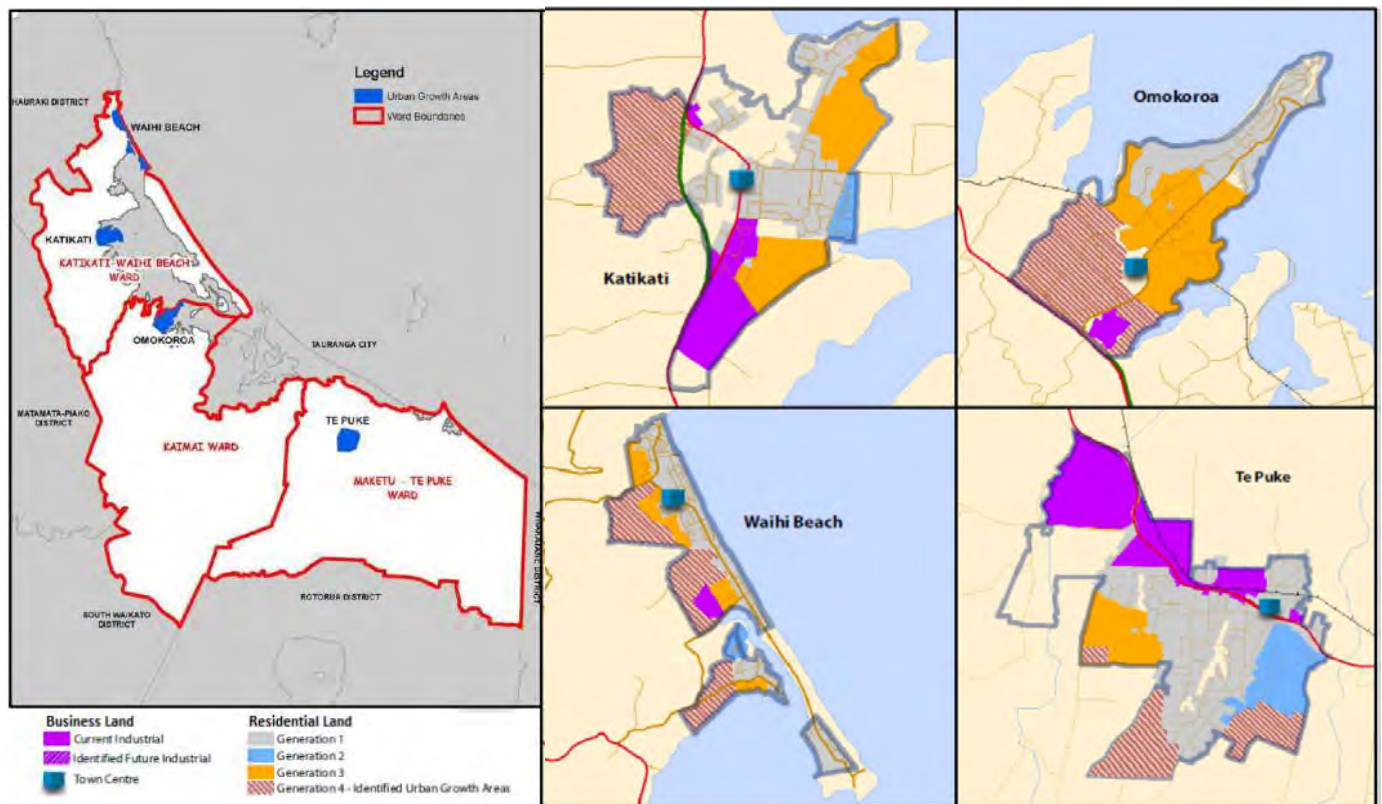 Legend
Urban Growth Areas
Ward Boundaries
HAURAKI DISTRICT
WAIHI BEACH
KATIKATI
KATIKATI-WAIHI BEACH
WARD
OMOKOROA
TAURANGA CITY
MATAMATA-PIAKO
DISTRICT
KAIMAI WARD
TE PUKE
MAKETU - TE PUKE
WARD
ROTORUA DISTRICT
SOUTH WAIKATO
DISTRICT
Katikati
Omokoroa
Waihi Beach
Te Puke
Business Land
Current Industrial
Identified Future Industrial
Town Centre
Residential Land
Generation 1
Generation 2
Generation 3
Generation 4 - Identified Urban Growth Areas